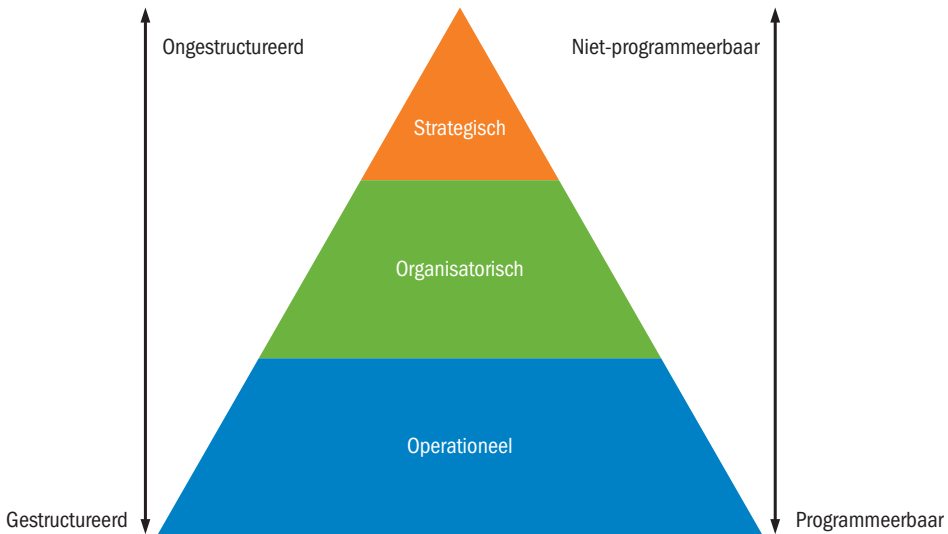 Ongestructureerd
Niet-programmeerbaar
Strategisch
Organisatorisch
Operationeel
Gestructureerd
Programmeerbaar